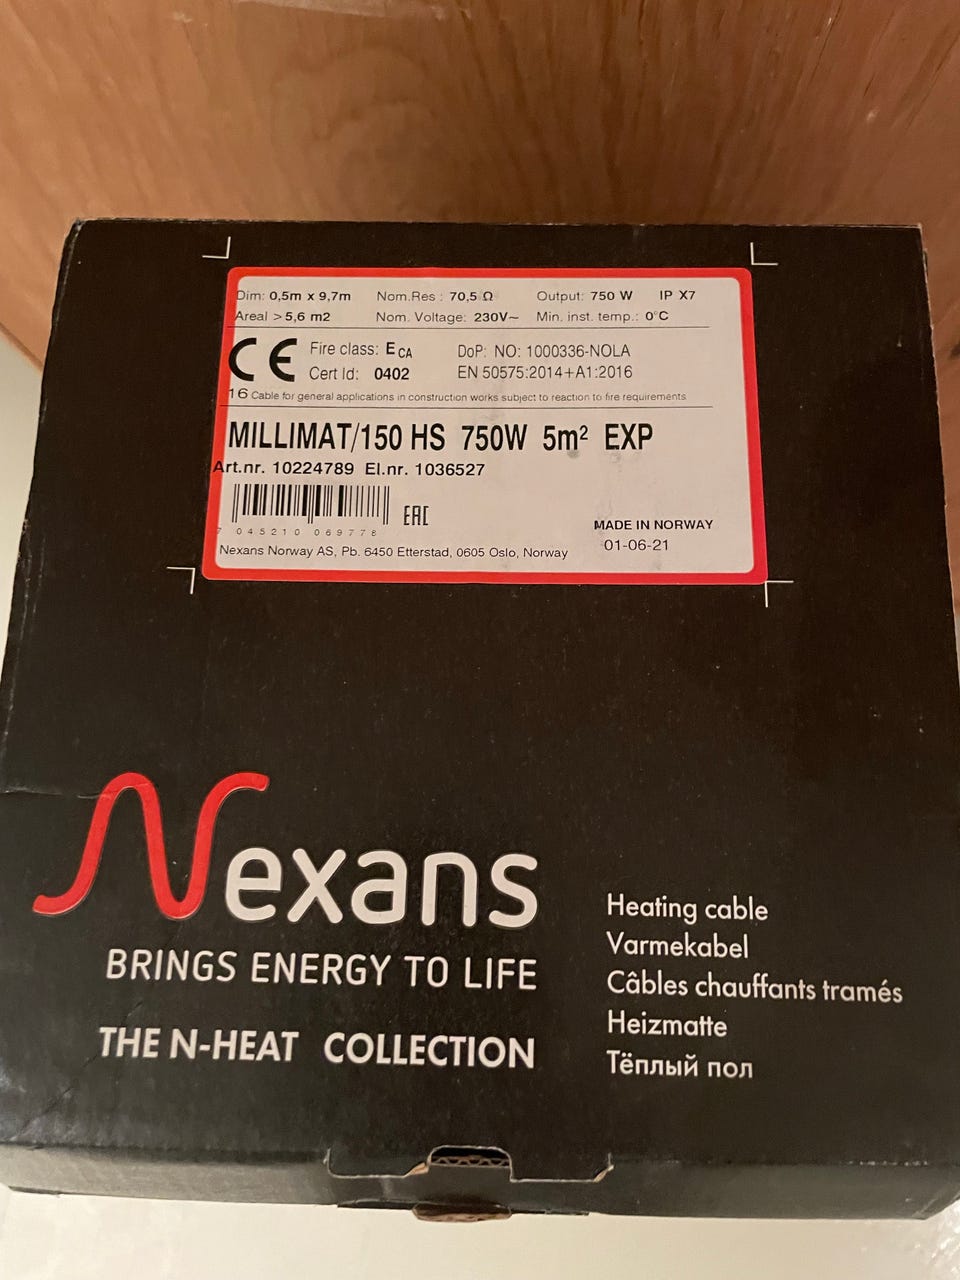 Dim: 0,5m x 9,7m Nom.Res : 70,5 Ω Output: 750 W IP X7
Areal > 5,6 m2 Nom. Voltage: 230V~ Min. inst. temp.: 0°C
CE Fire class: ECA DoP: NO: 1000336-NOLA
Cert Id: 0402 EN 50575:2014+A1:2016
16 Cable for general applications in construction works subject to reaction to fire requirements
MILLIMAT/150 HS 750W 5m² EXP
Art.nr. 10224789 El.nr. 1036527
EAC
7 045210 069778
MADE IN NORWAY
01-06-21
Nexans Norway AS, Pb. 6450 Etterstad, 0605 Oslo, Norway
Nexans
BRINGS ENERGY TO LIFE
THE N-HEAT COLLECTION
Heating cable
Varmekabel
Câbles chauffants tramés
Heizmatte
Тёплый пол